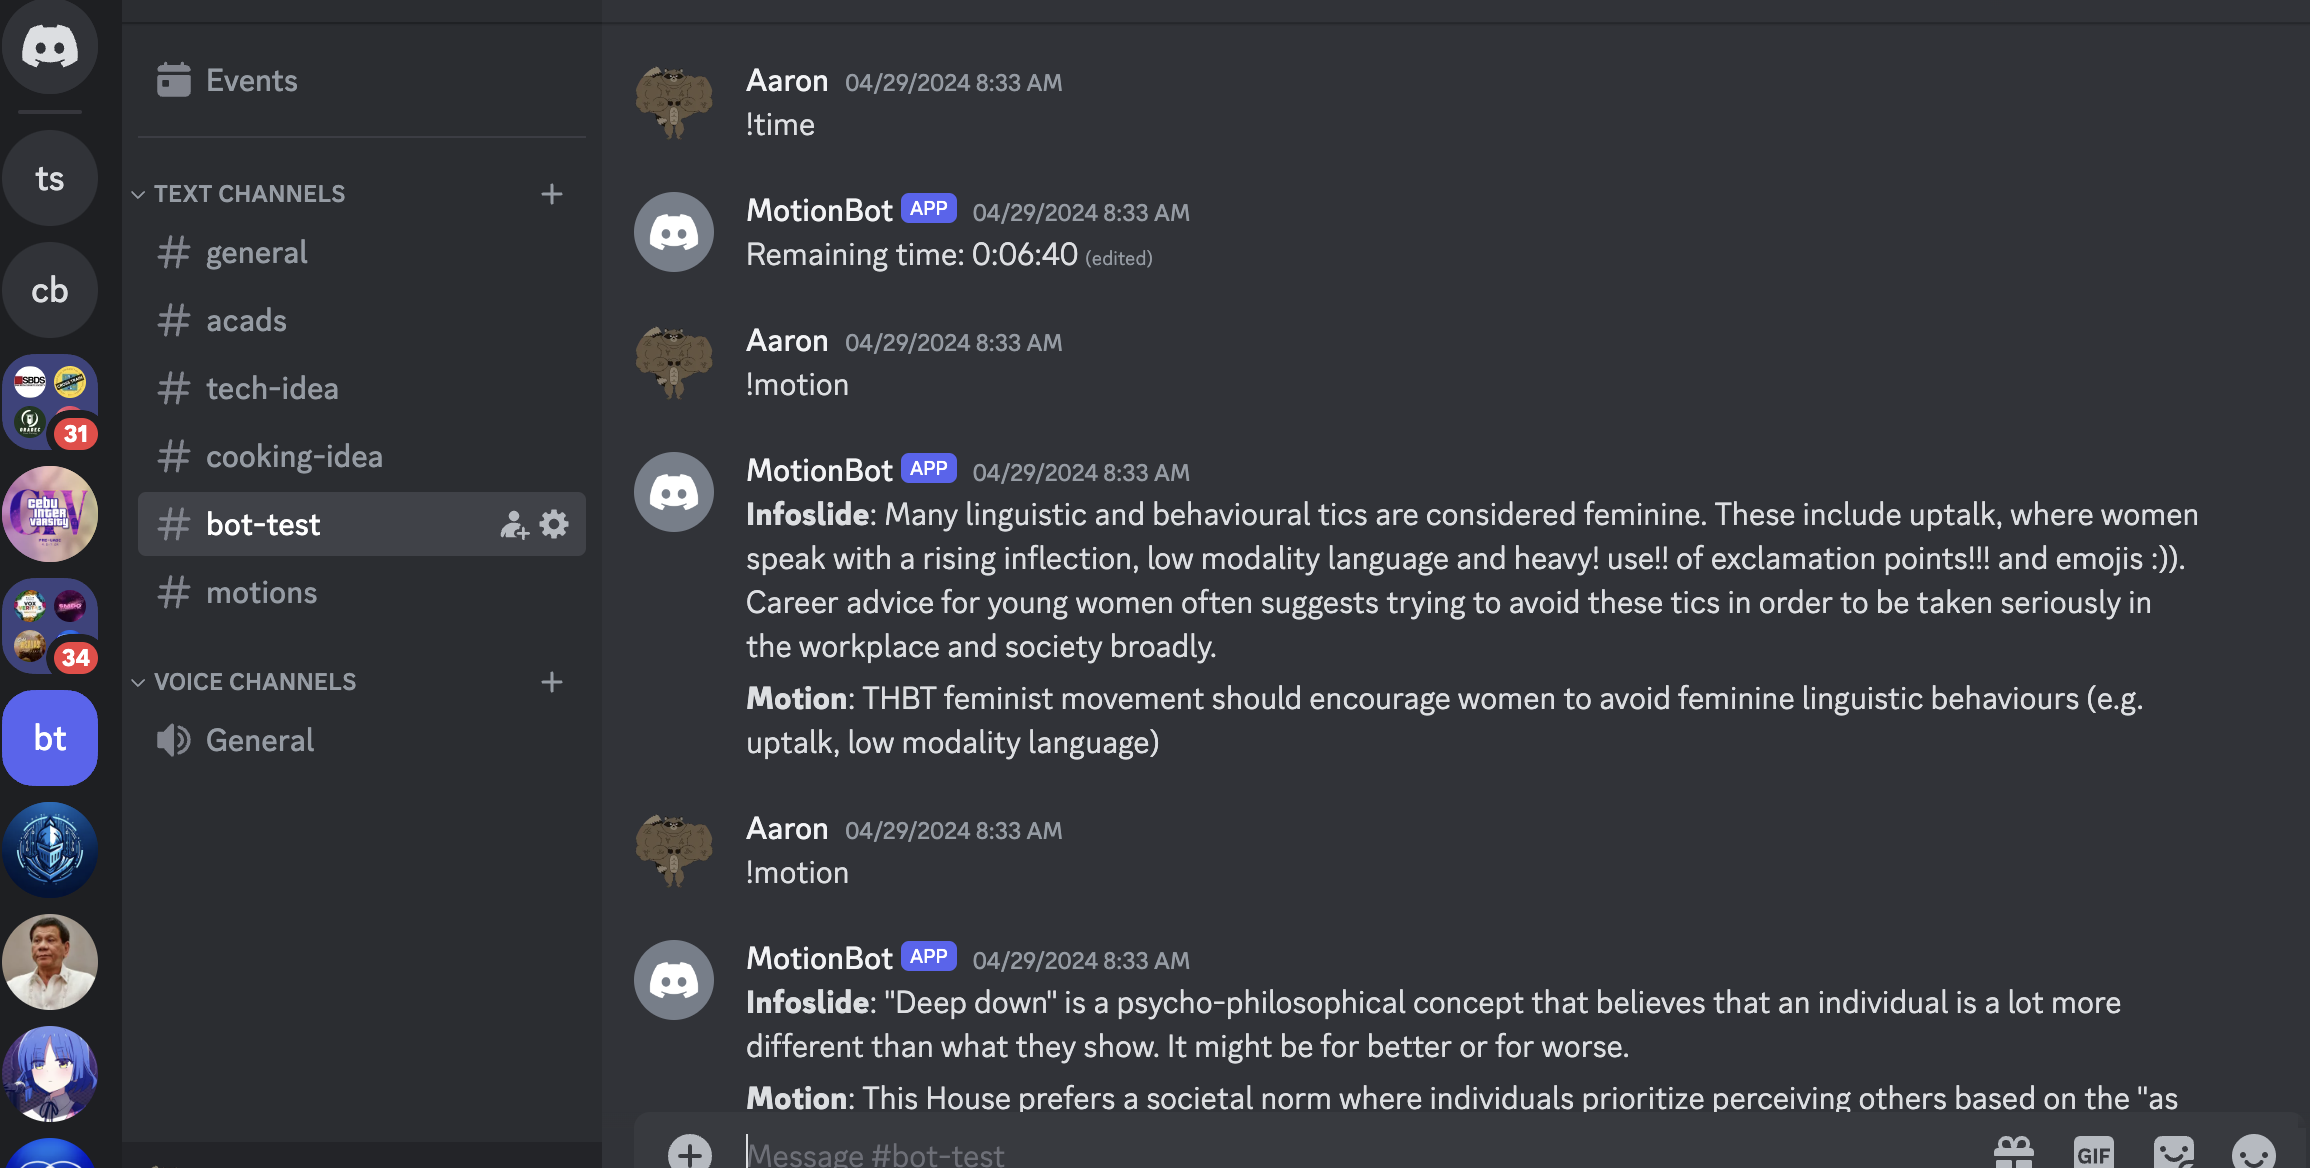 Events
TEXT CHANNELS
general
acads
tech-idea
cooking-idea
bot-test
motions
VOICE CHANNELS
General
ts
cb
SBDS
31
CIV
CEBU
INTER
VARSITY
34
bt
Aaron 04/29/2024 8:33 AM
!time
MotionBot APP 04/29/2024 8:33 AM
Remaining time: 0:06:40 (edited)
Aaron 04/29/2024 8:33 AM
!motion
MotionBot APP 04/29/2024 8:33 AM
Infoslide: Many linguistic and behavioural tics are considered feminine. These include uptalk, where women
speak with a rising inflection, low modality language and heavy! use!! of exclamation points!!! and emojis :)).
Career advice for young women often suggests trying to avoid these tics in order to be taken seriously in
the workplace and society broadly.
Motion: THBT feminist movement should encourage women to avoid feminine linguistic behaviours (e.g.
uptalk, low modality language)
Aaron 04/29/2024 8:33 AM
!motion
MotionBot APP 04/29/2024 8:33 AM
Infoslide: "Deep down" is a psycho-philosophical concept that believes that an individual is a lot more
different than what they show. It might be for better or for worse.
Motion: This House prefers a societal norm where individuals prioritize perceiving others based on the "as
Message #bot-test
GIF